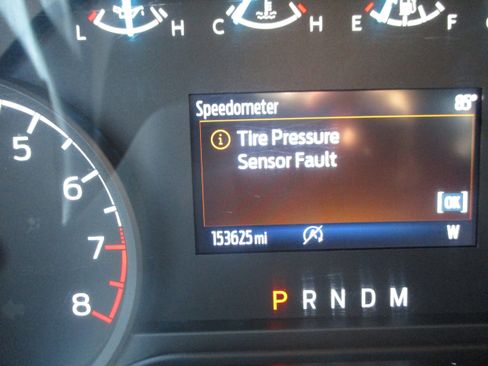 L H C H E F
Speedometer 85°
Tire Pressure
Sensor Fault
[OK]
153625 mi W
5
6
7
8
P R N D M